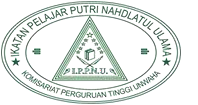 IKATAN PELAJAR PUTRI NAHDLATUL ULAMA
I.P.P.N.U.
KOMISARIAT PERGURUAN TINGGI UNWAHA